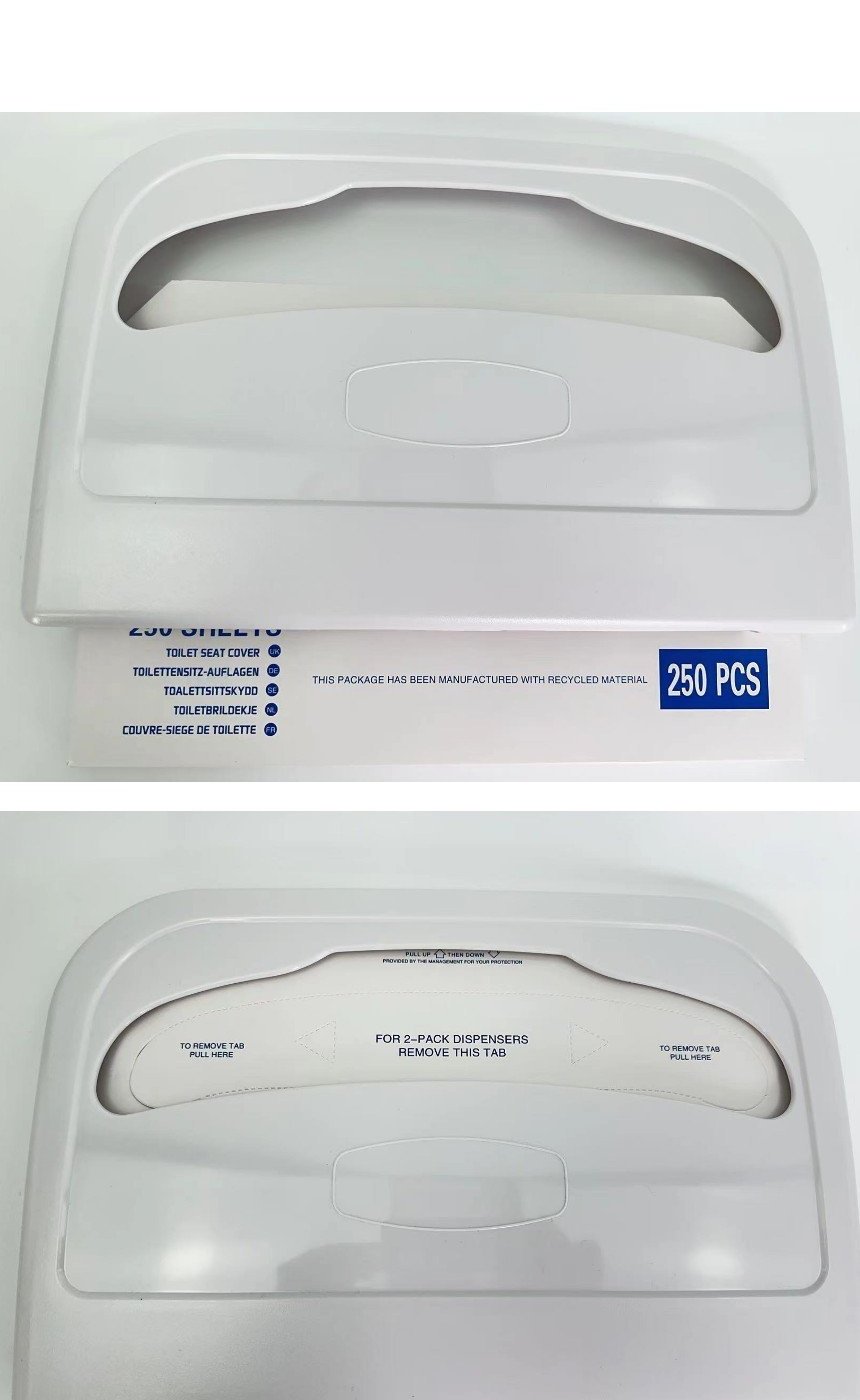 250 SHEETS
TOILET SEAT COVER UK
TOILETTENSITZ-AUFLAGEN DE
TOALETTSITTSKYDD SE
TOILETBRILDEKJE NL
COUVRE-SIEGE DE TOILETTE FR
THIS PACKAGE HAS BEEN MANUFACTURED WITH RECYCLED MATERIAL
250 PCS
PULL UP THEN DOWN
PROVIDED BY THE MANAGEMENT FOR YOUR PROTECTION
TO REMOVE TAB
PULL HERE
FOR 2-PACK DISPENSERS
REMOVE THIS TAB
TO REMOVE TAB
PULL HERE